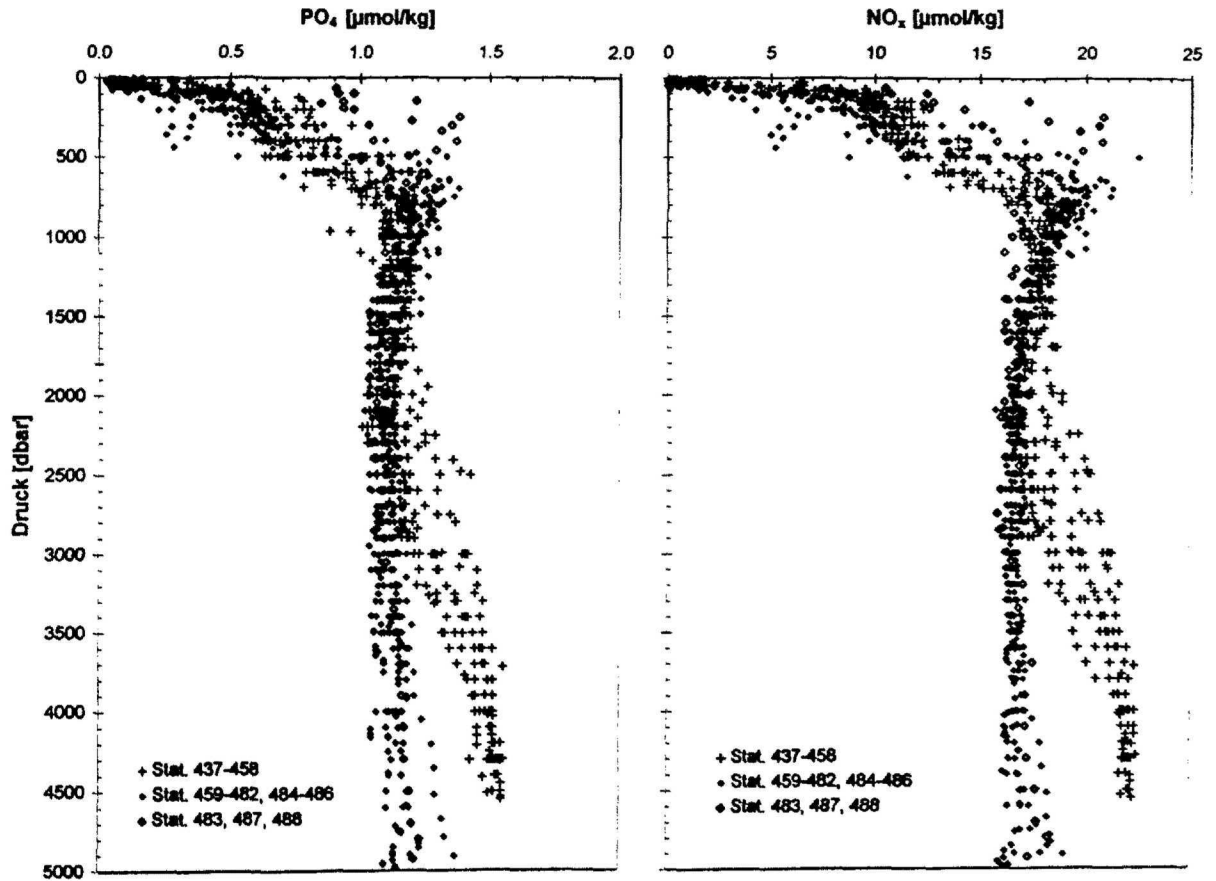 PO₄ [µmol/kg]
0.0 0.5 1.0 1.5 2.0
NOₓ [µmol/kg]
0 5 10 15 20 25
Druck [dbar]
0
500
1000
1500
2000
2500
3000
3500
4000
4500
5000
+ Stat. 437-458
Stat. 459-482, 484-486
Stat. 483, 487, 488
+ Stat. 437-458
Stat. 459-482, 484-486
Stat. 483, 487, 488